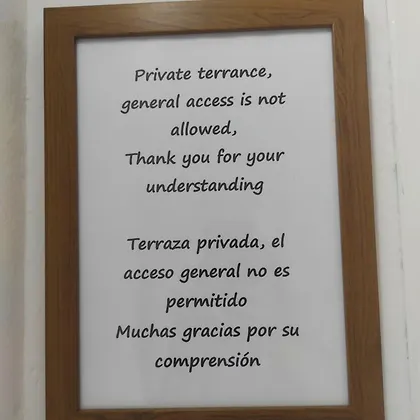 Private terrance,
general access is not
allowed,
Thank you for your
understanding
Terraza privada, el
acceso general no es
permitido
Muchas gracias por su
comprensión